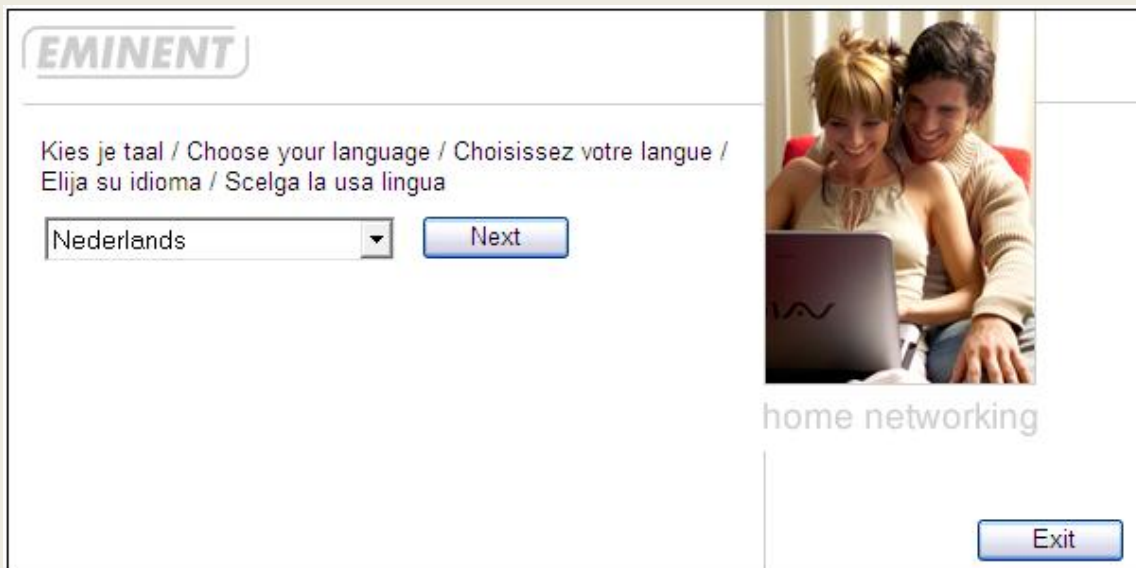 EMINENT
Kies je taal / Choose your language / Choisissez votre langue /
Elija su idioma / Scelga la usa lingua
Nederlands
Next
home networking
Exit